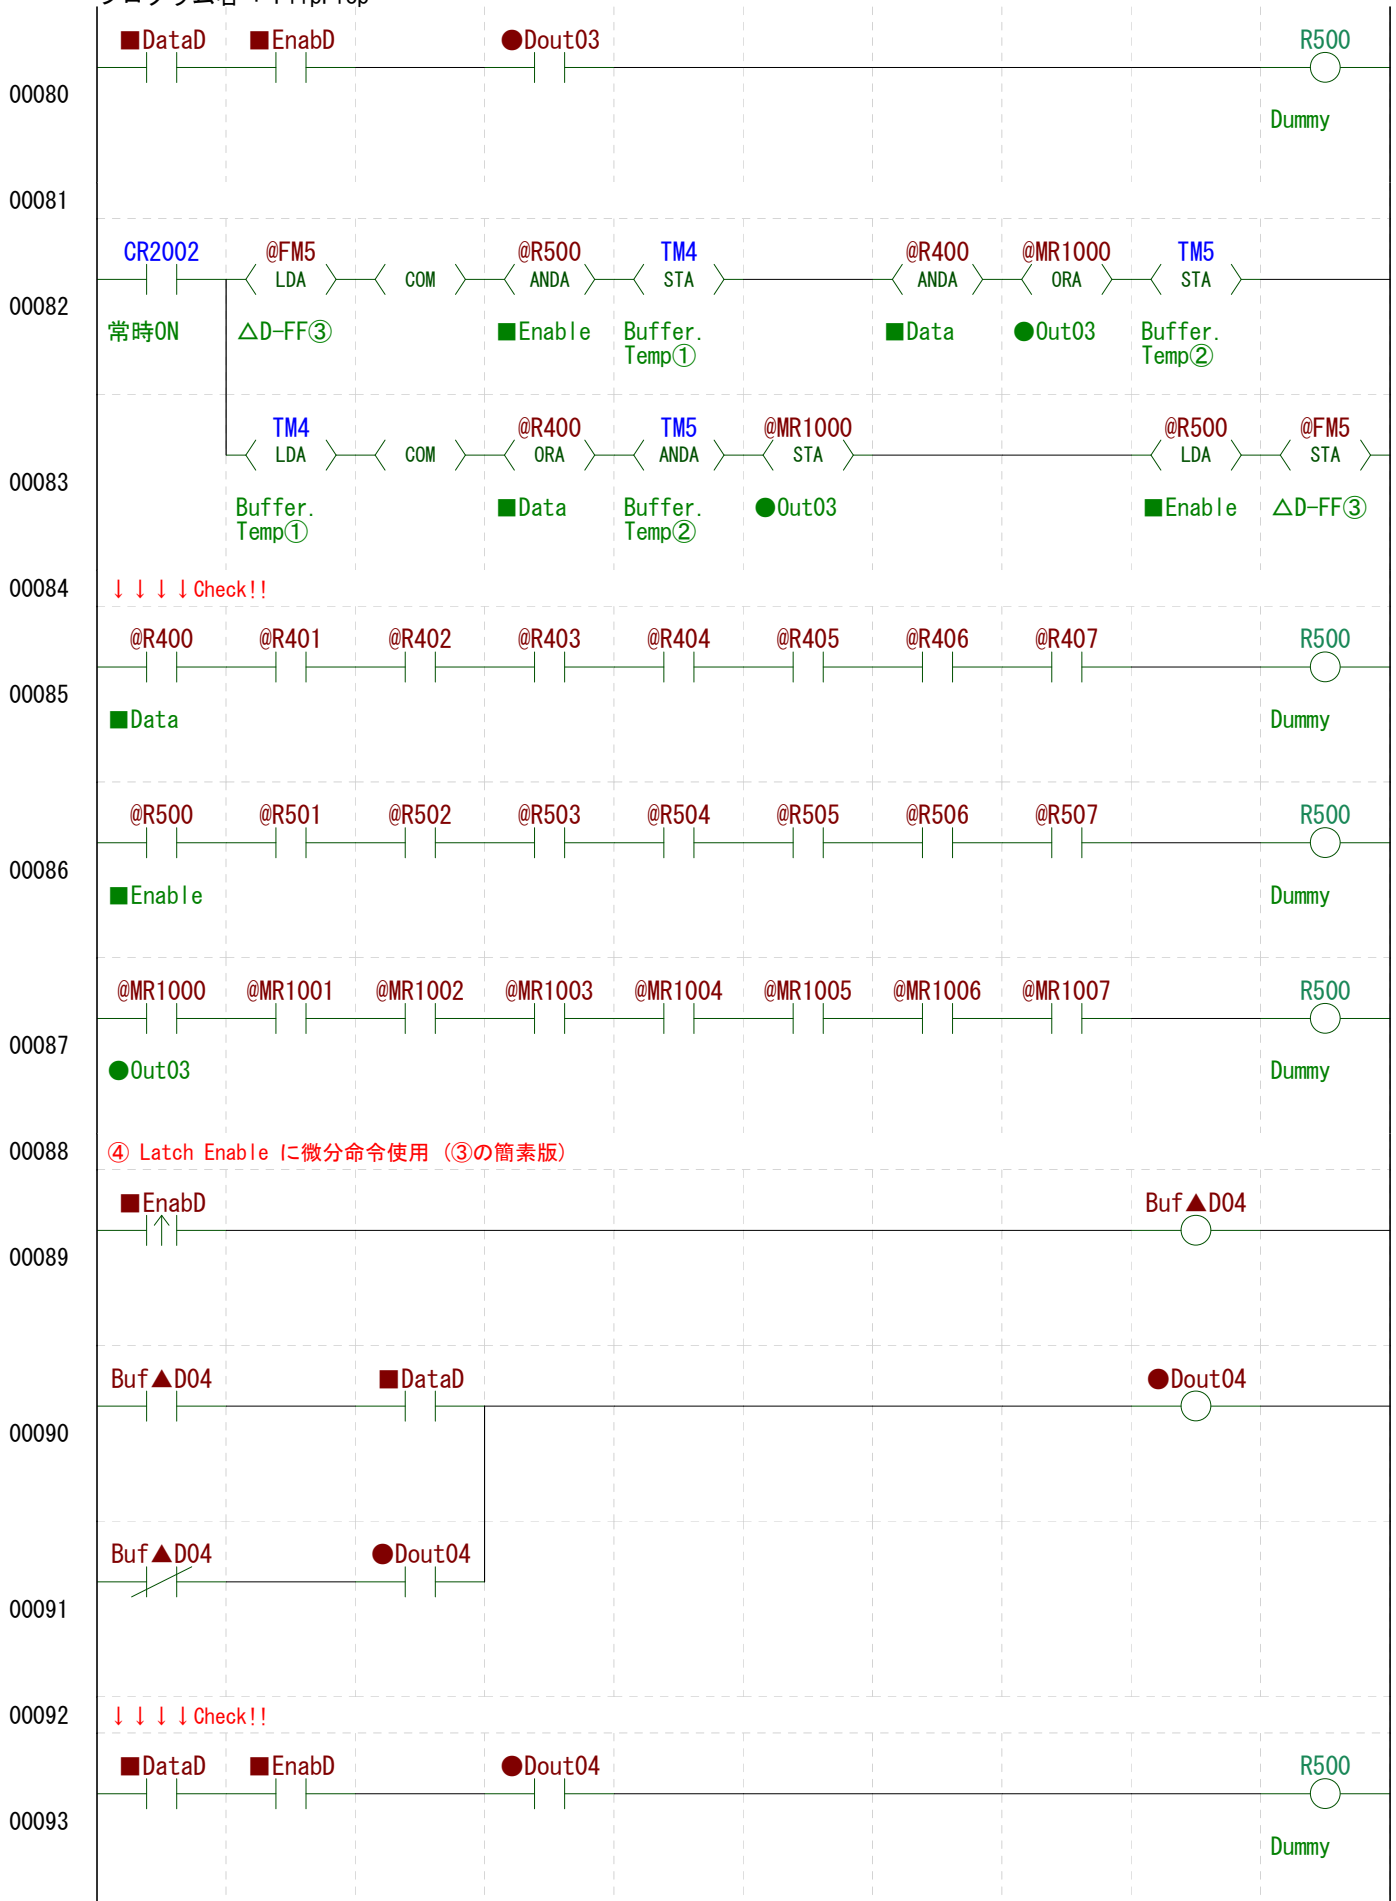 ■DataD ■EnabD ●Dout03 R500
00080
Dummy
00081
CR2002 @FM5 @R500 TM4 @R400 @MR1000 TM5
LDA COM ANDA STA ANDA ORA STA
00082
常時ON △D-FF③ ■Enable Buffer. ■Data ●Out03 Buffer.
Temp① Temp②
TM4 @R400 TM5 @MR1000 @R500 @FM5
LDA COM ORA ANDA STA LDA STA
00083
Buffer. ■Data Buffer. ●Out03 ■Enable △D-FF③
Temp① Temp②
00084 ↓↓↓↓Check!!
@R400 @R401 @R402 @R403 @R404 @R405 @R406 @R407 R500
00085
■Data Dummy
@R500 @R501 @R502 @R503 @R504 @R505 @R506 @R507 R500
00086
■Enable Dummy
@MR1000 @MR1001 @MR1002 @MR1003 @MR1004 @MR1005 @MR1006 @MR1007 R500
00087
●Out03 Dummy
00088 ④ Latch Enable に微分命令使用 (③の簡素版)
■EnabD Buf▲D04
00089
Buf▲D04 ■DataD ●Dout04
00090
Buf▲D04 ●Dout04
00091
00092 ↓↓↓↓Check!!
■DataD ■EnabD ●Dout04 R500
00093
Dummy